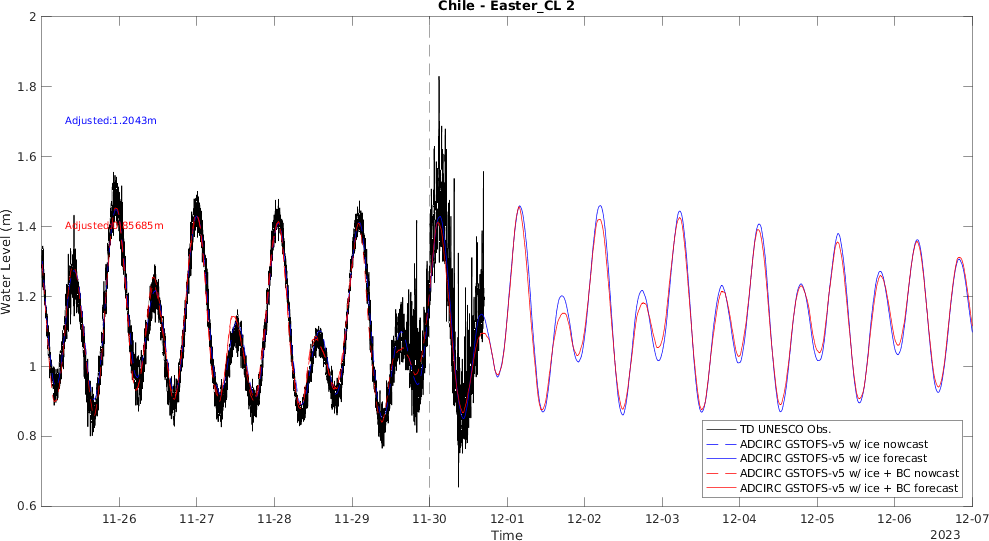 Chile - Easter_CL 2
Water Level (m)
2
1.8
1.6
1.4
1.2
1
0.8
0.6
Adjusted:1.2043m
Adjusted:0.85685m
TD UNESCO Obs.
ADCIRC GSTOFS-v5 w/ ice nowcast
ADCIRC GSTOFS-v5 w/ ice forecast
ADCIRC GSTOFS-v5 w/ ice + BC nowcast
ADCIRC GSTOFS-v5 w/ ice + BC forecast
11-26 11-27 11-28 11-29 11-30 12-01 12-02 12-03 12-04 12-05 12-06 12-07
Time
2023